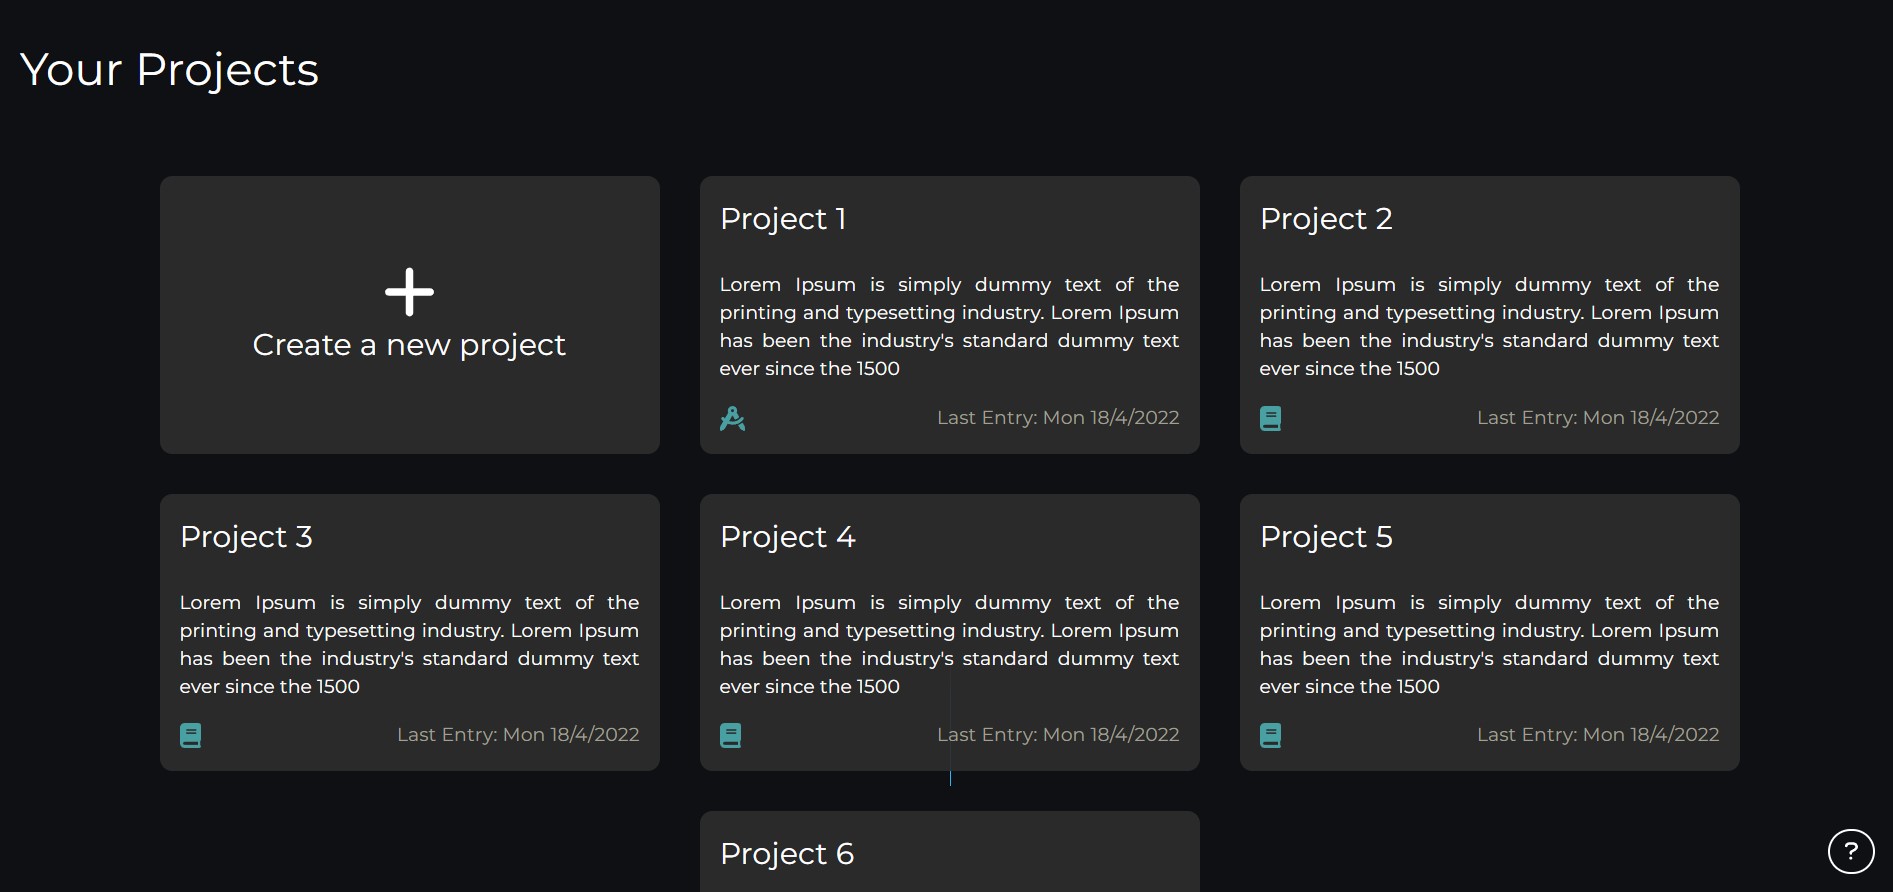 Your Projects
Create a new project
Project 1
Lorem Ipsum is simply dummy text of the
printing and typesetting industry. Lorem Ipsum
has been the industry's standard dummy text
ever since the 1500
Last Entry: Mon 18/4/2022
Project 2
Lorem Ipsum is simply dummy text of the
printing and typesetting industry. Lorem Ipsum
has been the industry's standard dummy text
ever since the 1500
Last Entry: Mon 18/4/2022
Project 3
Lorem Ipsum is simply dummy text of the
printing and typesetting industry. Lorem Ipsum
has been the industry's standard dummy text
ever since the 1500
Last Entry: Mon 18/4/2022
Project 4
Lorem Ipsum is simply dummy text of the
printing and typesetting industry. Lorem Ipsum
has been the industry's standard dummy text
ever since the 1500
Last Entry: Mon 18/4/2022
Project 5
Lorem Ipsum is simply dummy text of the
printing and typesetting industry. Lorem Ipsum
has been the industry's standard dummy text
ever since the 1500
Last Entry: Mon 18/4/2022
Project 6
?